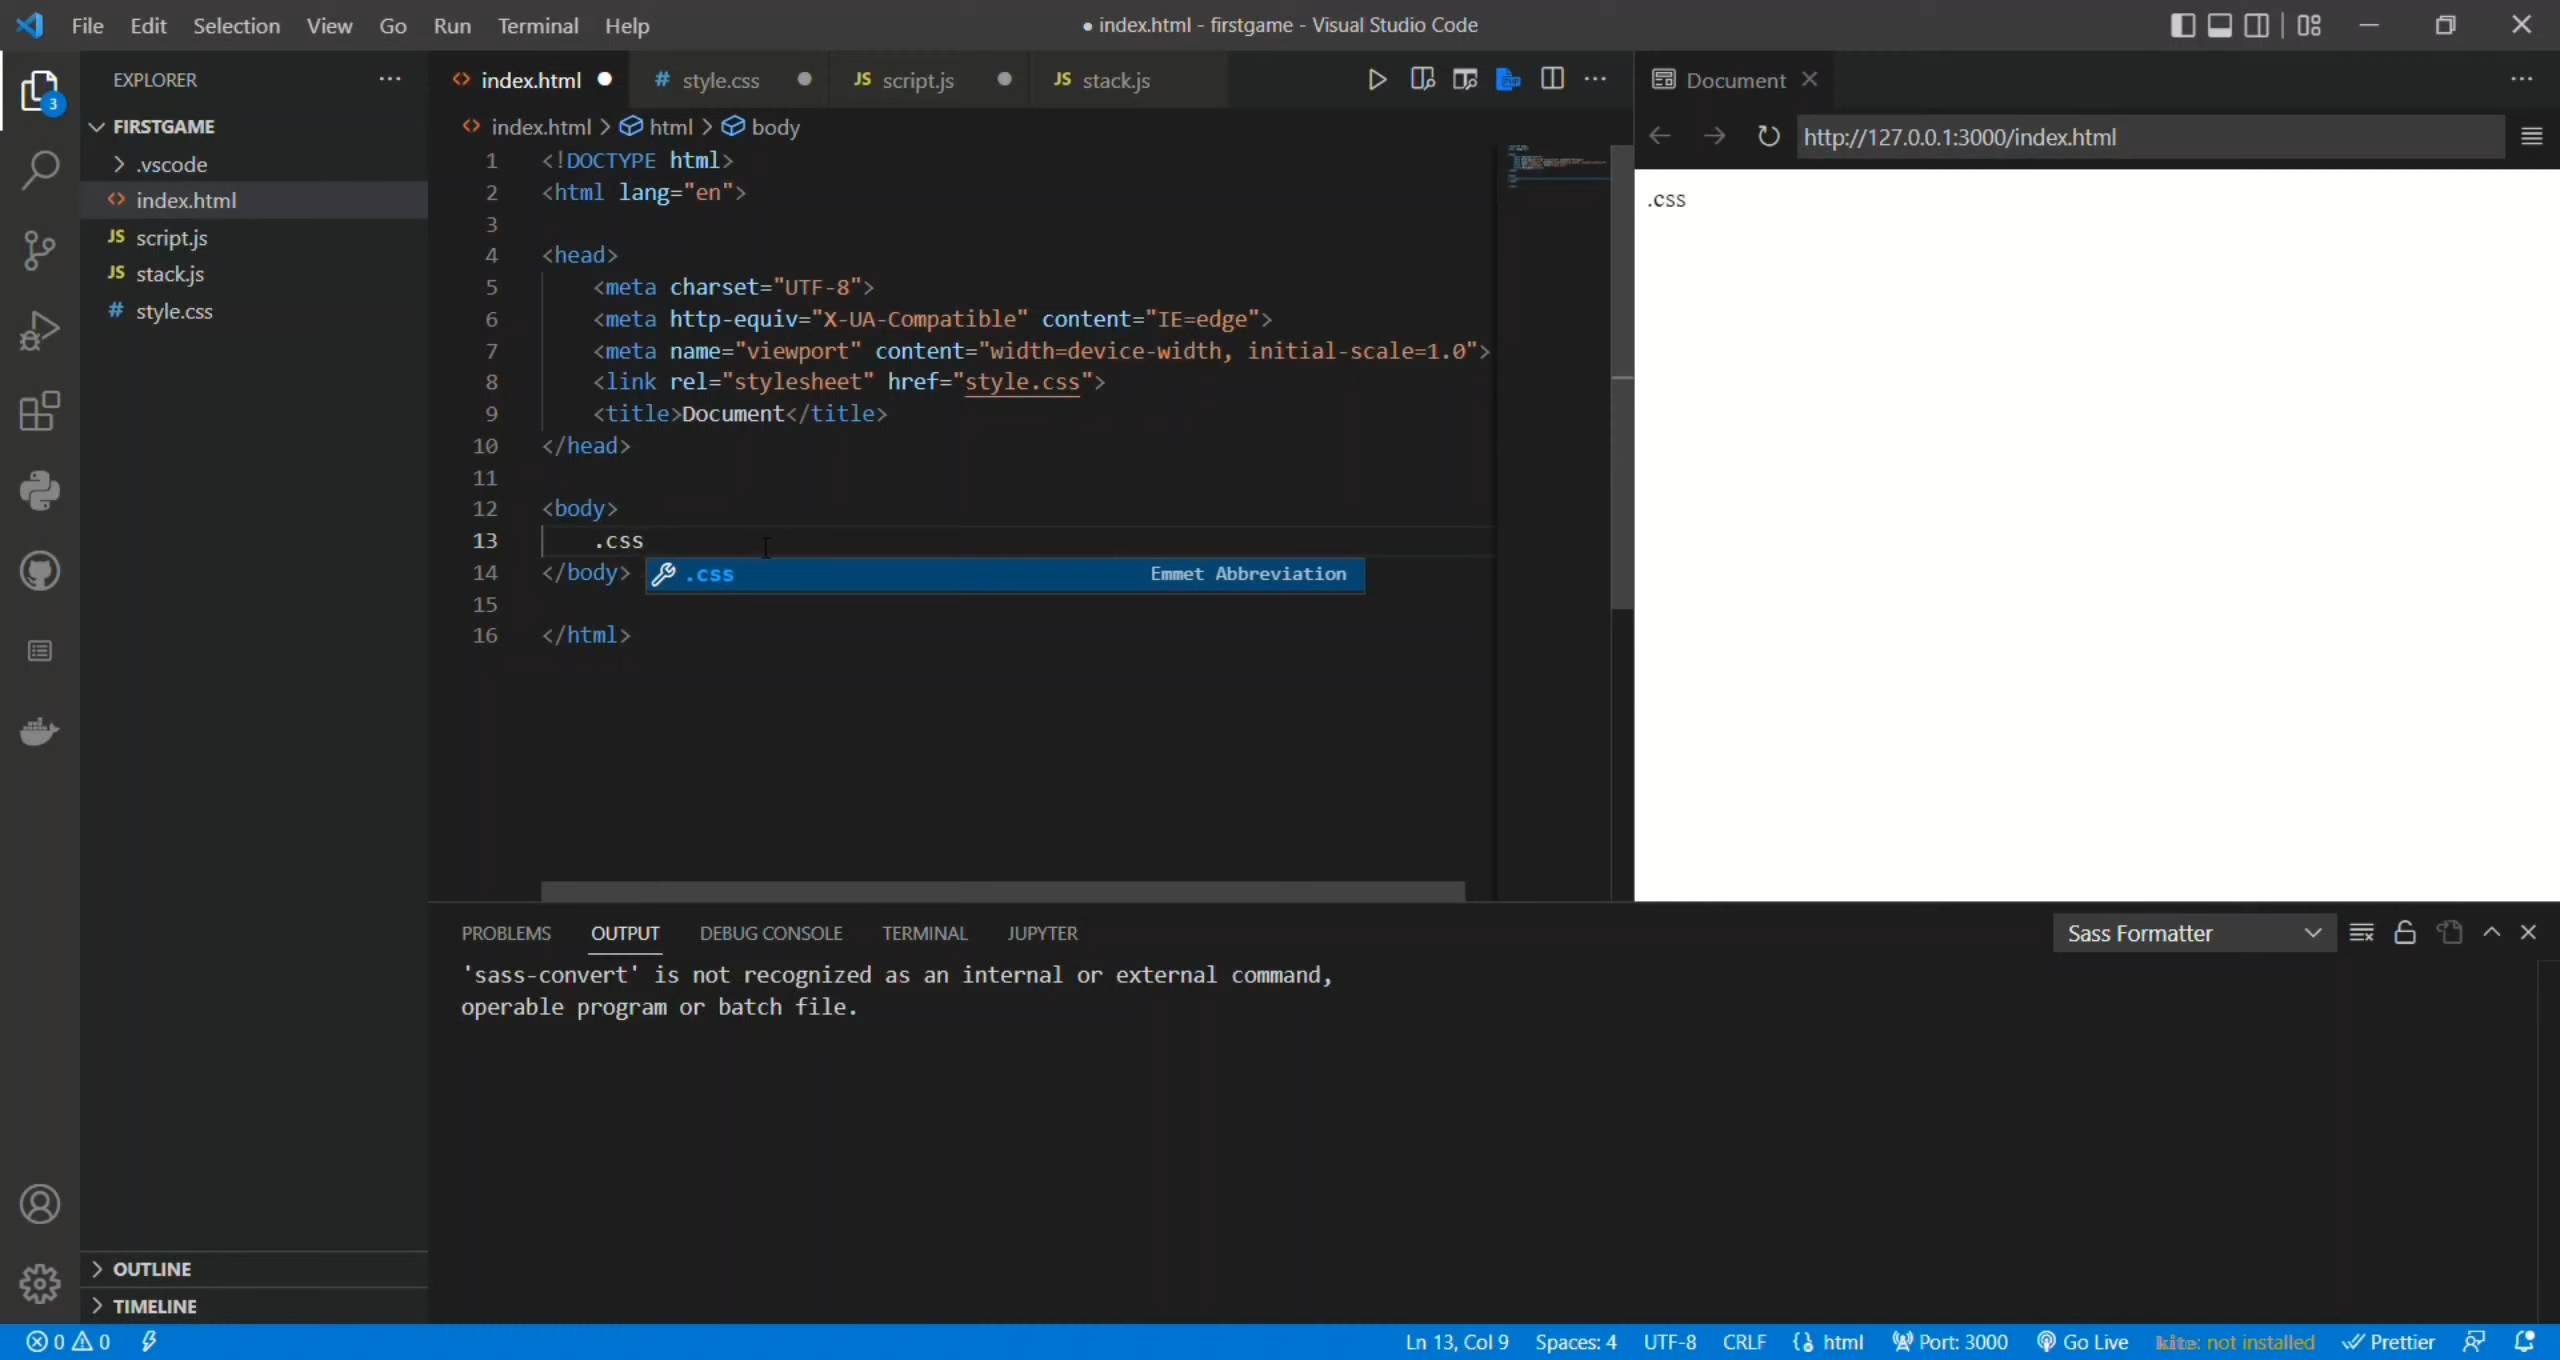 File Edit Selection View Go Run Terminal Help
● index.html - firstgame - Visual Studio Code
EXPLORER
3
FIRSTGAME
.vscode
<> index.html
JS script.js
JS stack.js
# style.css
OUTLINE
TIMELINE
<> index.html ● # style.css ● JS script.js ● JS stack.js
<> index.html > html > body
1 <!DOCTYPE html>
2 <html lang="en">
3
4 <head>
5 <meta charset="UTF-8">
6 <meta http-equiv="X-UA-Compatible" content="IE=edge">
7 <meta name="viewport" content="width=device-width, initial-scale=1.0">
8 <link rel="stylesheet" href="style.css">
9 <title>Document</title>
10 </head>
11
12 <body>
13 .css
14 </body>
.css Emmet Abbreviation
15
16 </html>
Document
http://127.0.0.1:3000/index.html
.css
PROBLEMS OUTPUT DEBUG CONSOLE TERMINAL JUPYTER
Sass Formatter
'sass-convert' is not recognized as an internal or external command,
operable program or batch file.
0 0
Ln 13, Col 9 Spaces: 4 UTF-8 CRLF html Port: 3000 Go Live kite: not installed Prettier